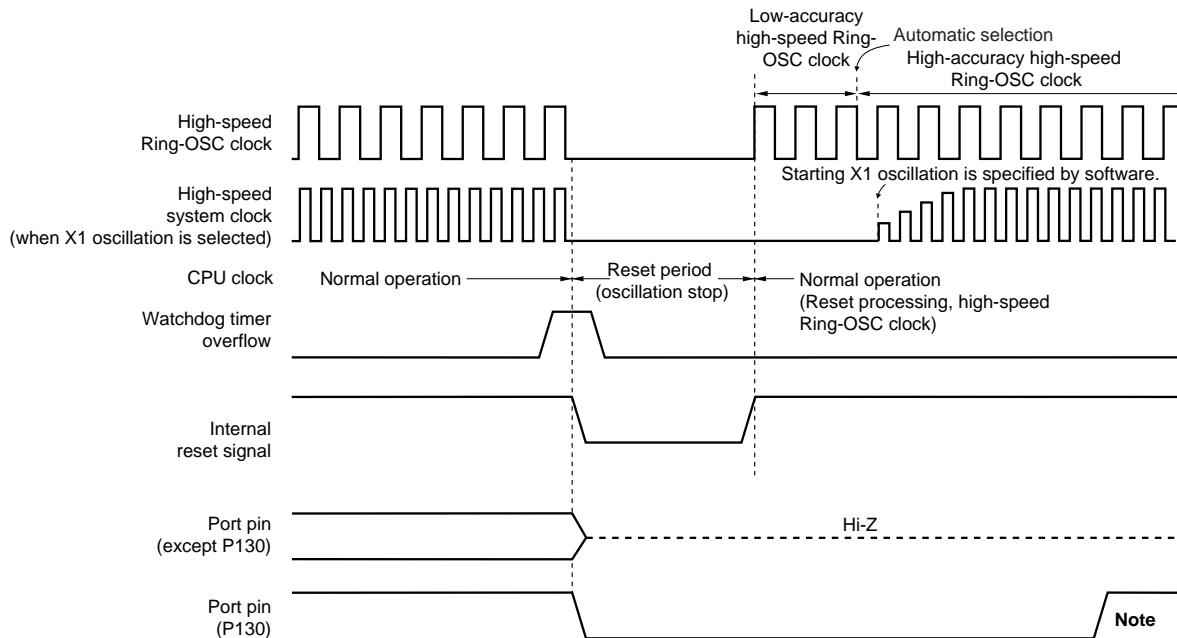 Low-accuracy
high-speed Ring-
OSC clock
Automatic selection
High-accuracy high-speed
Ring-OSC clock
High-speed
Ring-OSC clock
Starting X1 oscillation is specified by software.
High-speed
system clock
(when X1 oscillation is selected)
CPU clock
Normal operation
Reset period
(oscillation stop)
Normal operation
(Reset processing, high-speed
Ring-OSC clock)
Watchdog timer
overflow
Internal
reset signal
Port pin
(except P130)
Hi-Z
Port pin
(P130)
Note